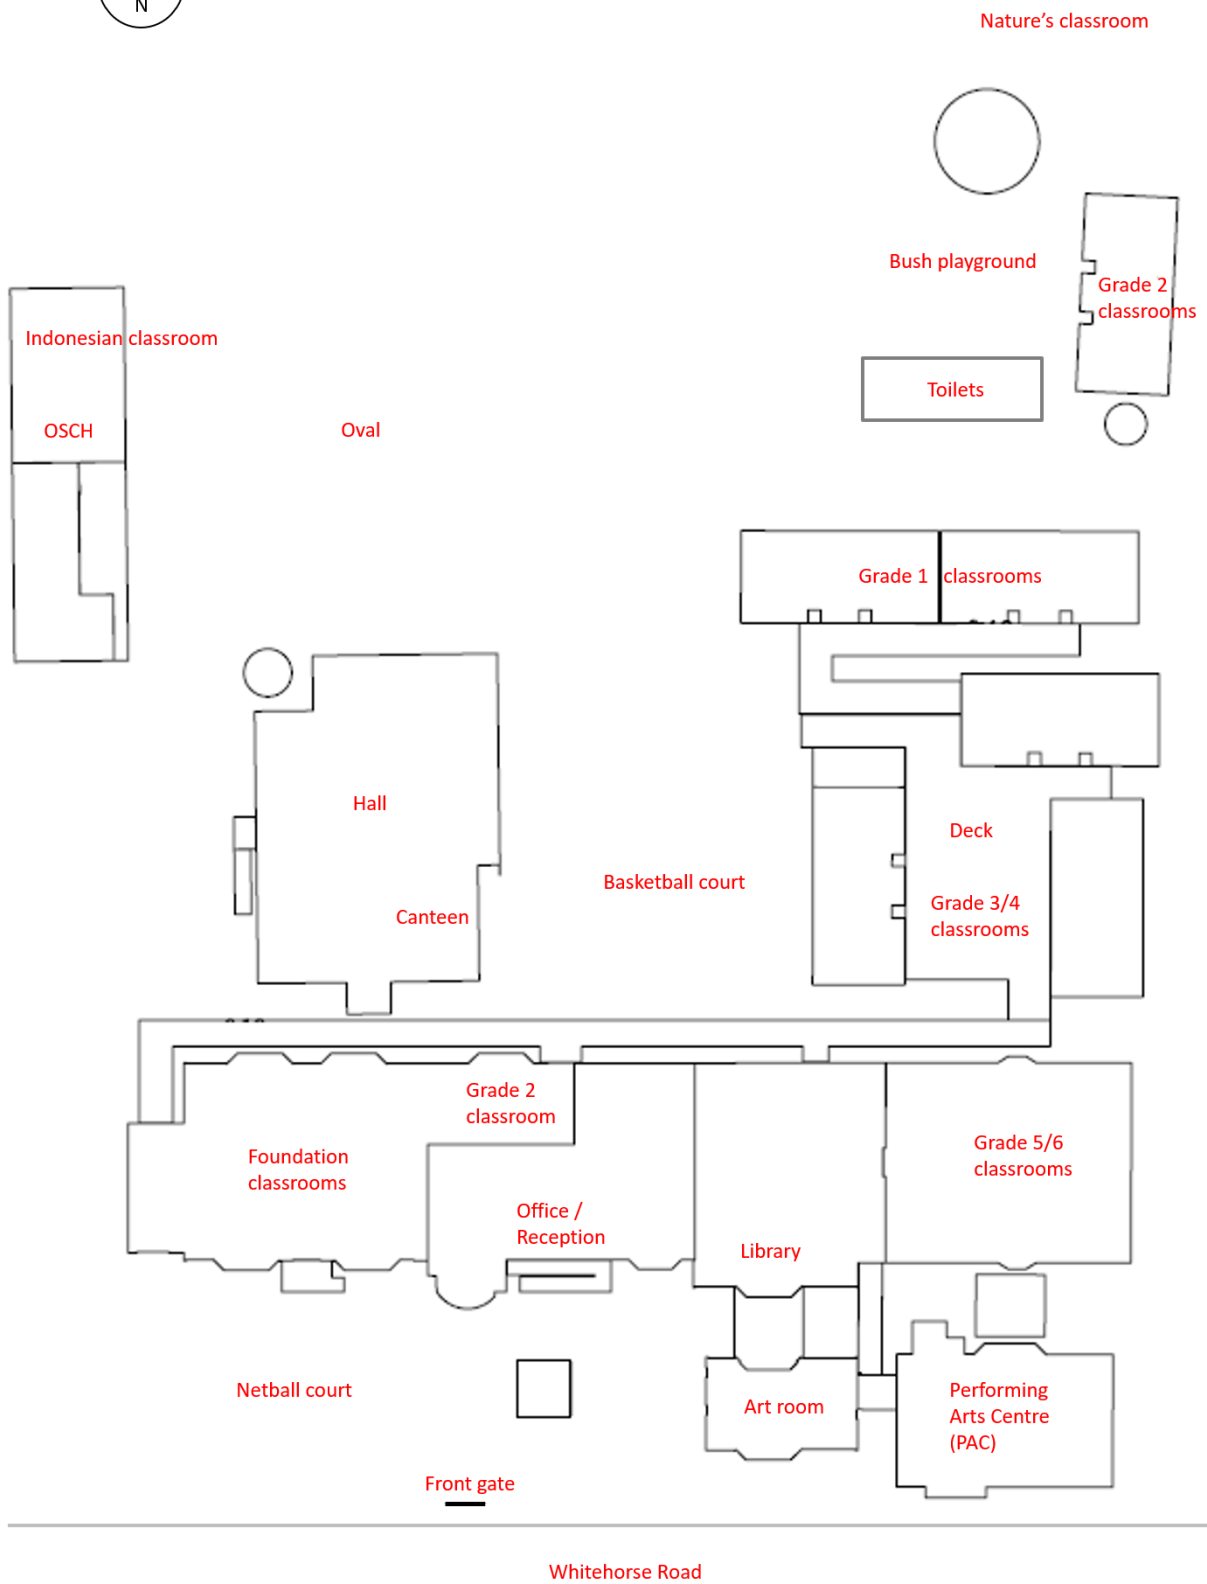 N
Nature's classroom
Bush playground
Grade 2
classrooms
Indonesian classroom
Toilets
OSCH
Oval
Grade 1 classrooms
Hall
Deck
Basketball court
Canteen
Grade 3/4
classrooms
Grade 2
classroom
Foundation
classrooms
Grade 5/6
classrooms
Office /
Reception
Library
Netball court
Art room
Performing
Arts Centre
(PAC)
Front gate
Whitehorse Road